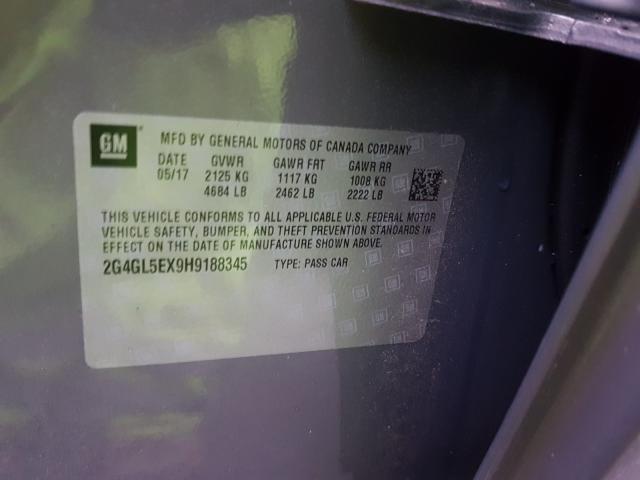 GM
MFD BY GENERAL MOTORS OF CANADA COMPANY
DATE GVWR GAWR FRT GAWR RR
05/17 2125 KG 1117 KG 1008 KG
4684 LB 2462 LB 2222 LB
THIS VEHICLE CONFORMS TO ALL APPLICABLE U.S. FEDERAL MOTOR
VEHICLE SAFETY, BUMPER, AND THEFT PREVENTION STANDARDS IN
EFFECT ON THE DATE OF MANUFACTURE SHOWN ABOVE.
2G4GL5EX9H9188345 TYPE: PASS CAR